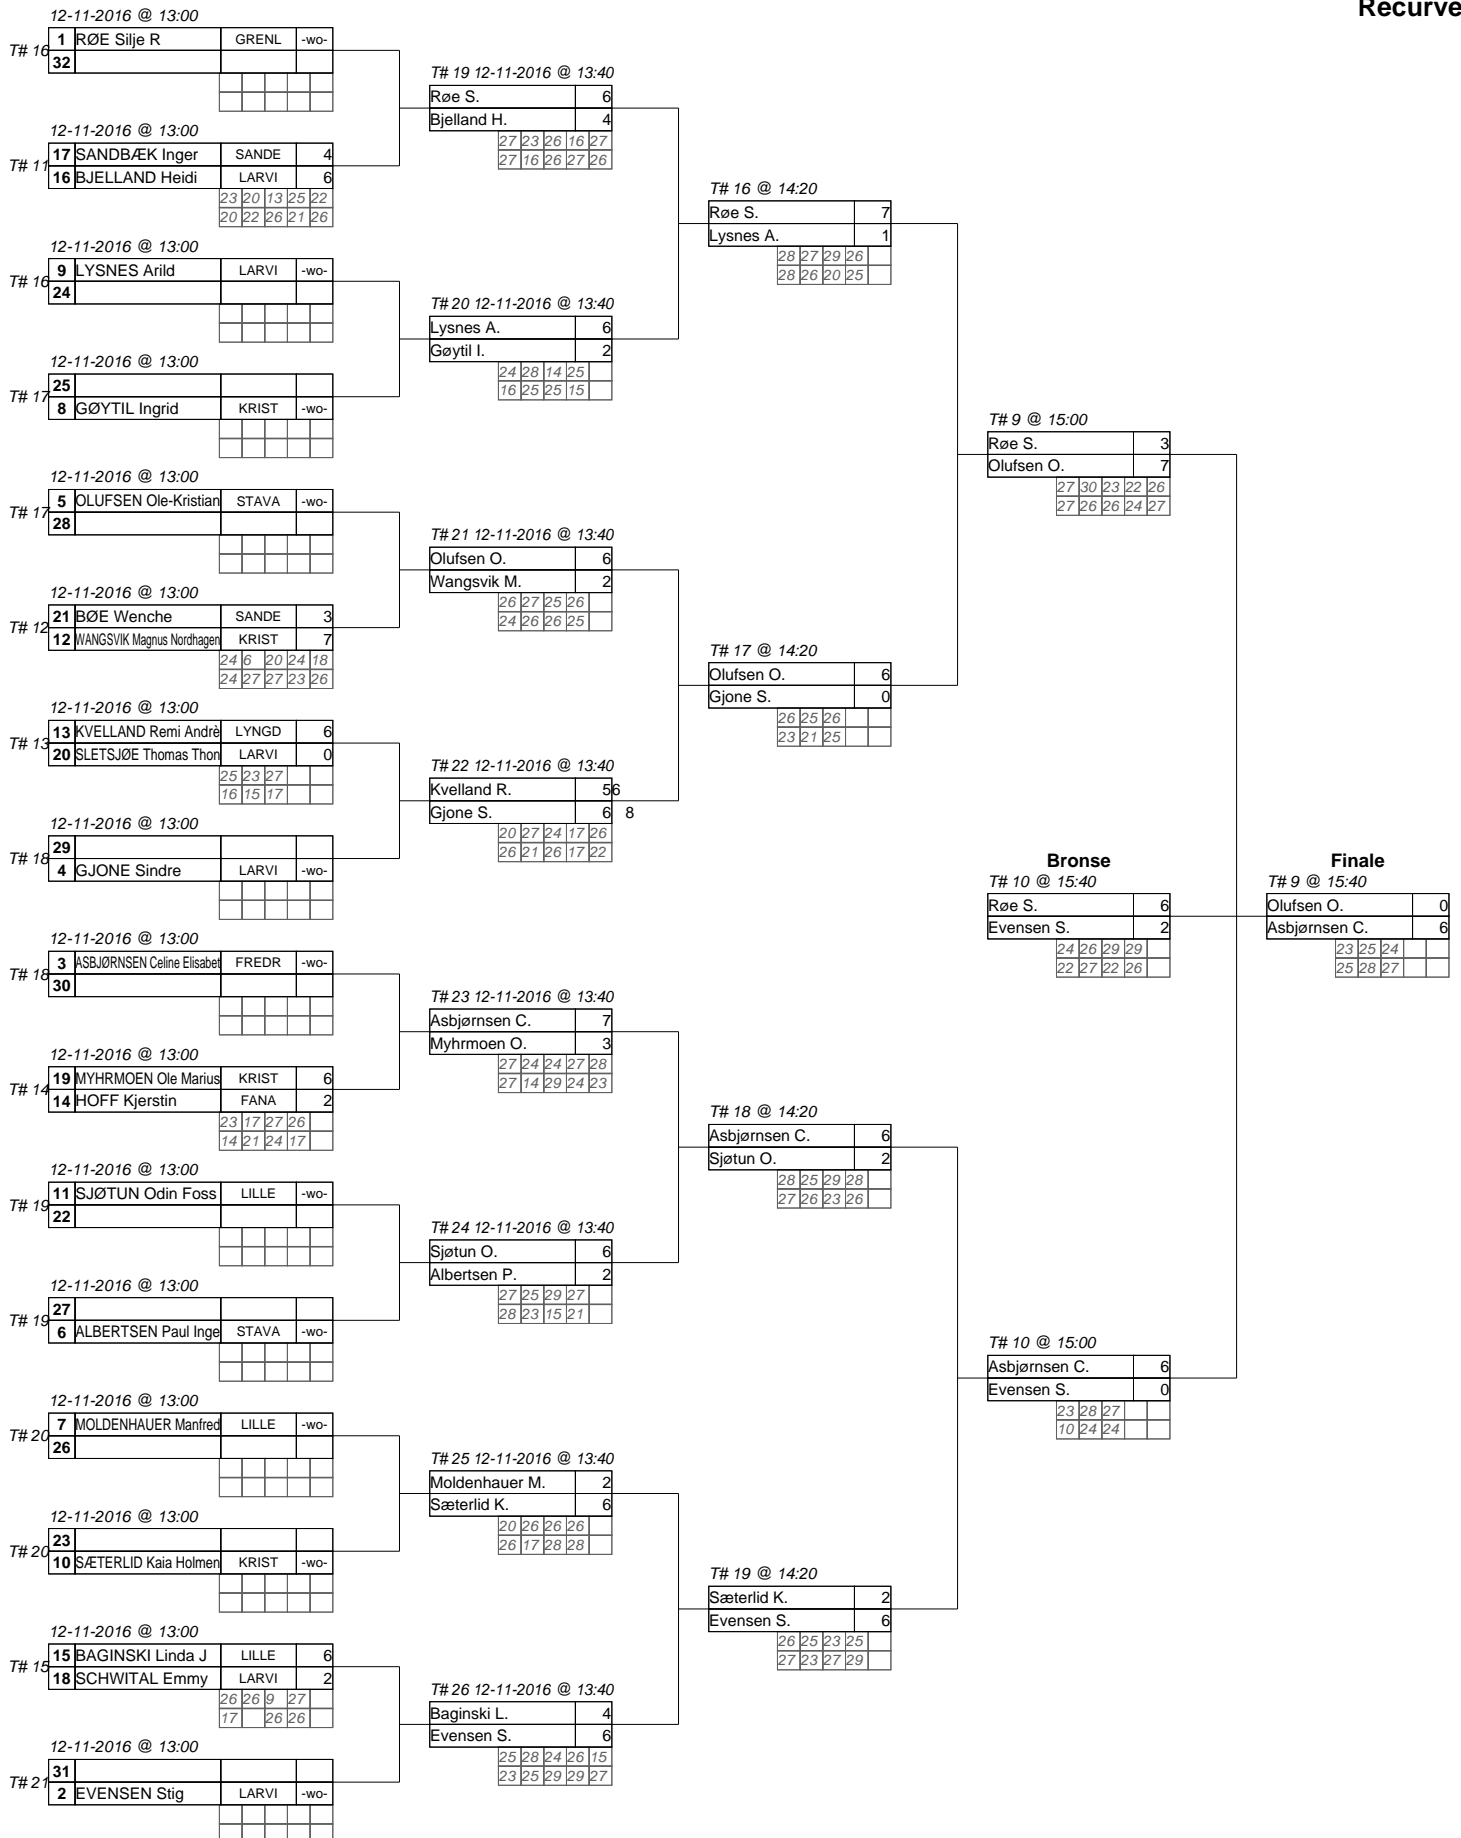 Recurve
12-11-2016 @ 13:00
T# 16
1 RØE Silje R GRENL -wo-
32
12-11-2016 @ 13:00
T# 11
17 SANDBÆK Inger SANDE 4
16 BJELLAND Heidi LARVI 6
23 20 13 25 22
20 22 26 21 26
12-11-2016 @ 13:00
T# 16
9 LYSNES Arild LARVI -wo-
24
12-11-2016 @ 13:00
T# 17
25
8 GØYTIL Ingrid KRIST -wo-
12-11-2016 @ 13:00
T# 17
5 OLUFSEN Ole-Kristian STAVA -wo-
28
12-11-2016 @ 13:00
T# 12
21 BØE Wenche SANDE 3
12 WANGSVIK Magnus Nordhagen KRIST 7
24 6 20 24 18
24 27 27 23 26
12-11-2016 @ 13:00
T# 13
13 KVELLAND Remi Andrè LYNGD 6
20 SLETSJØE Thomas Thon LARVI 0
25 23 27
16 15 17
12-11-2016 @ 13:00
T# 18
29
4 GJONE Sindre LARVI -wo-
12-11-2016 @ 13:00
T# 18
3 ASBJØRNSEN Celine Elisabet FREDR -wo-
30
12-11-2016 @ 13:00
T# 14
19 MYHRMOEN Ole Marius KRIST 6
14 HOFF Kjerstin FANA 2
23 17 27 26
14 21 24 17
12-11-2016 @ 13:00
T# 19
11 SJØTUN Odin Foss LILLE -wo-
22
12-11-2016 @ 13:00
T# 19
27
6 ALBERTSEN Paul Inge STAVA -wo-
12-11-2016 @ 13:00
T# 20
7 MOLDENHAUER Manfred LILLE -wo-
26
12-11-2016 @ 13:00
T# 20
23
10 SÆTERLID Kaia Holmen KRIST -wo-
12-11-2016 @ 13:00
T# 15
15 BAGINSKI Linda J LILLE 6
18 SCHWITAL Emmy LARVI 2
26 26 9 27
17 26 26
12-11-2016 @ 13:00
T# 21
31
2 EVENSEN Stig LARVI -wo-
T# 19 12-11-2016 @ 13:40
Røe S. 6
Bjelland H. 4
27 23 26 16 27
27 16 26 27 26
T# 20 12-11-2016 @ 13:40
Lysnes A. 6
Gøytil I. 2
24 28 14 25
16 25 25 15
T# 21 12-11-2016 @ 13:40
Olufsen O. 6
Wangsvik M. 2
26 27 25 26
24 26 26 25
T# 22 12-11-2016 @ 13:40
Kvelland R. 5 6
Gjone S. 6 8
20 27 24 17 26
26 21 26 17 22
T# 23 12-11-2016 @ 13:40
Asbjørnsen C. 7
Myhrmoen O. 3
27 24 24 27 28
27 14 29 24 23
T# 24 12-11-2016 @ 13:40
Sjøtun O. 6
Albertsen P. 2
27 25 29 27
28 23 15 21
T# 25 12-11-2016 @ 13:40
Moldenhauer M. 2
Sæterlid K. 6
20 26 26 26
26 17 28 28
T# 26 12-11-2016 @ 13:40
Baginski L. 4
Evensen S. 6
25 28 24 26 15
23 25 29 29 27
T# 16 @ 14:20
Røe S. 7
Lysnes A. 1
28 27 29 26
28 26 20 25
T# 17 @ 14:20
Olufsen O. 6
Gjone S. 0
26 25 26
23 21 25
T# 18 @ 14:20
Asbjørnsen C. 6
Sjøtun O. 2
28 25 29 28
27 26 23 26
T# 19 @ 14:20
Sæterlid K. 2
Evensen S. 6
26 25 23 25
27 23 27 29
T# 9 @ 15:00
Røe S. 3
Olufsen O. 7
27 30 23 22 26
27 26 26 24 27
T# 10 @ 15:00
Asbjørnsen C. 6
Evensen S. 0
23 28 27
10 24 24
Bronse
T# 10 @ 15:40
Røe S. 6
Evensen S. 2
24 26 29 29
22 27 22 26
Finale
T# 9 @ 15:40
Olufsen O. 0
Asbjørnsen C. 6
23 25 24
25 28 27